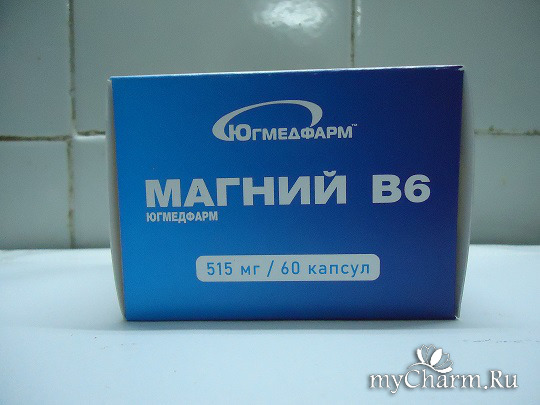 ЮГМЕДФАРМ™
МАГНИЙ В6
ЮГМЕДФАРМ
515 мг / 60 капсул
myCharm.Ru